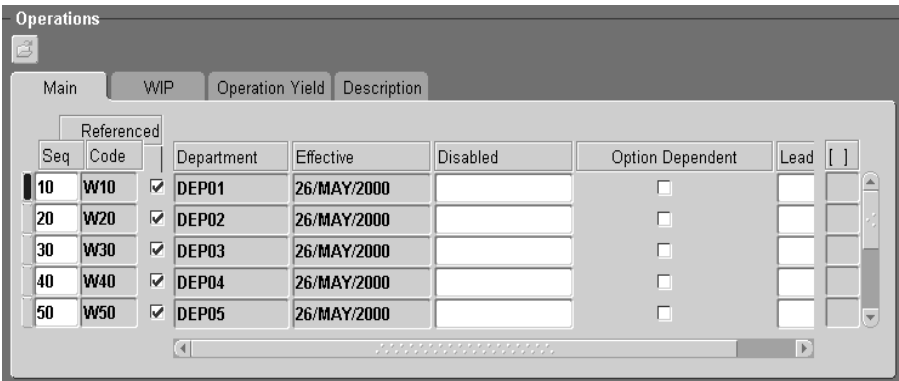 Operations
Main WIP Operation Yield Description
Referenced
Seq Code Department Effective Disabled Option Dependent Lead [ ]
10 W10 DEP01 26/MAY/2000
20 W20 DEP02 26/MAY/2000
30 W30 DEP03 26/MAY/2000
40 W40 DEP04 26/MAY/2000
50 W50 DEP05 26/MAY/2000